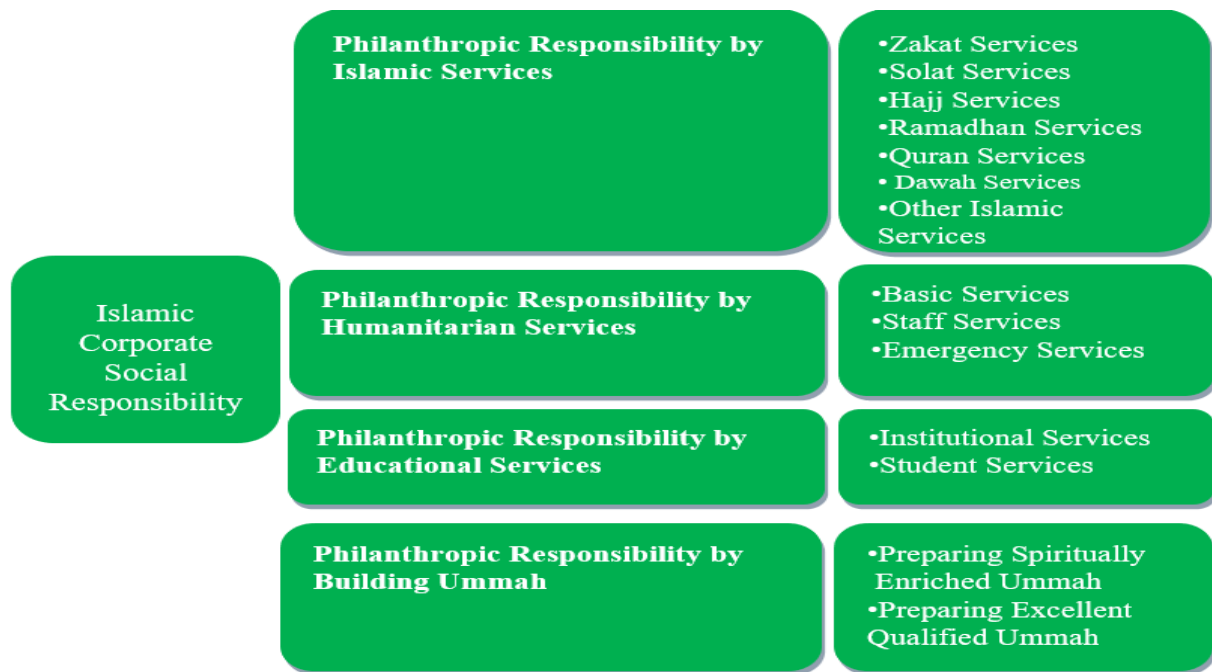 Islamic
Corporate
Social
Responsibility
Philanthropic Responsibility by
Islamic Services
•Zakat Services
•Solat Services
•Hajj Services
•Ramadhan Services
•Quran Services
• Dawah Services
•Other Islamic
Services
Philanthropic Responsibility by
Humanitarian Services
•Basic Services
•Staff Services
•Emergency Services
Philanthropic Responsibility by
Educational Services
•Institutional Services
•Student Services
Philanthropic Responsibility by
Building Ummah
•Preparing Spiritually
Enriched Ummah
•Preparing Excellent
Qualified Ummah